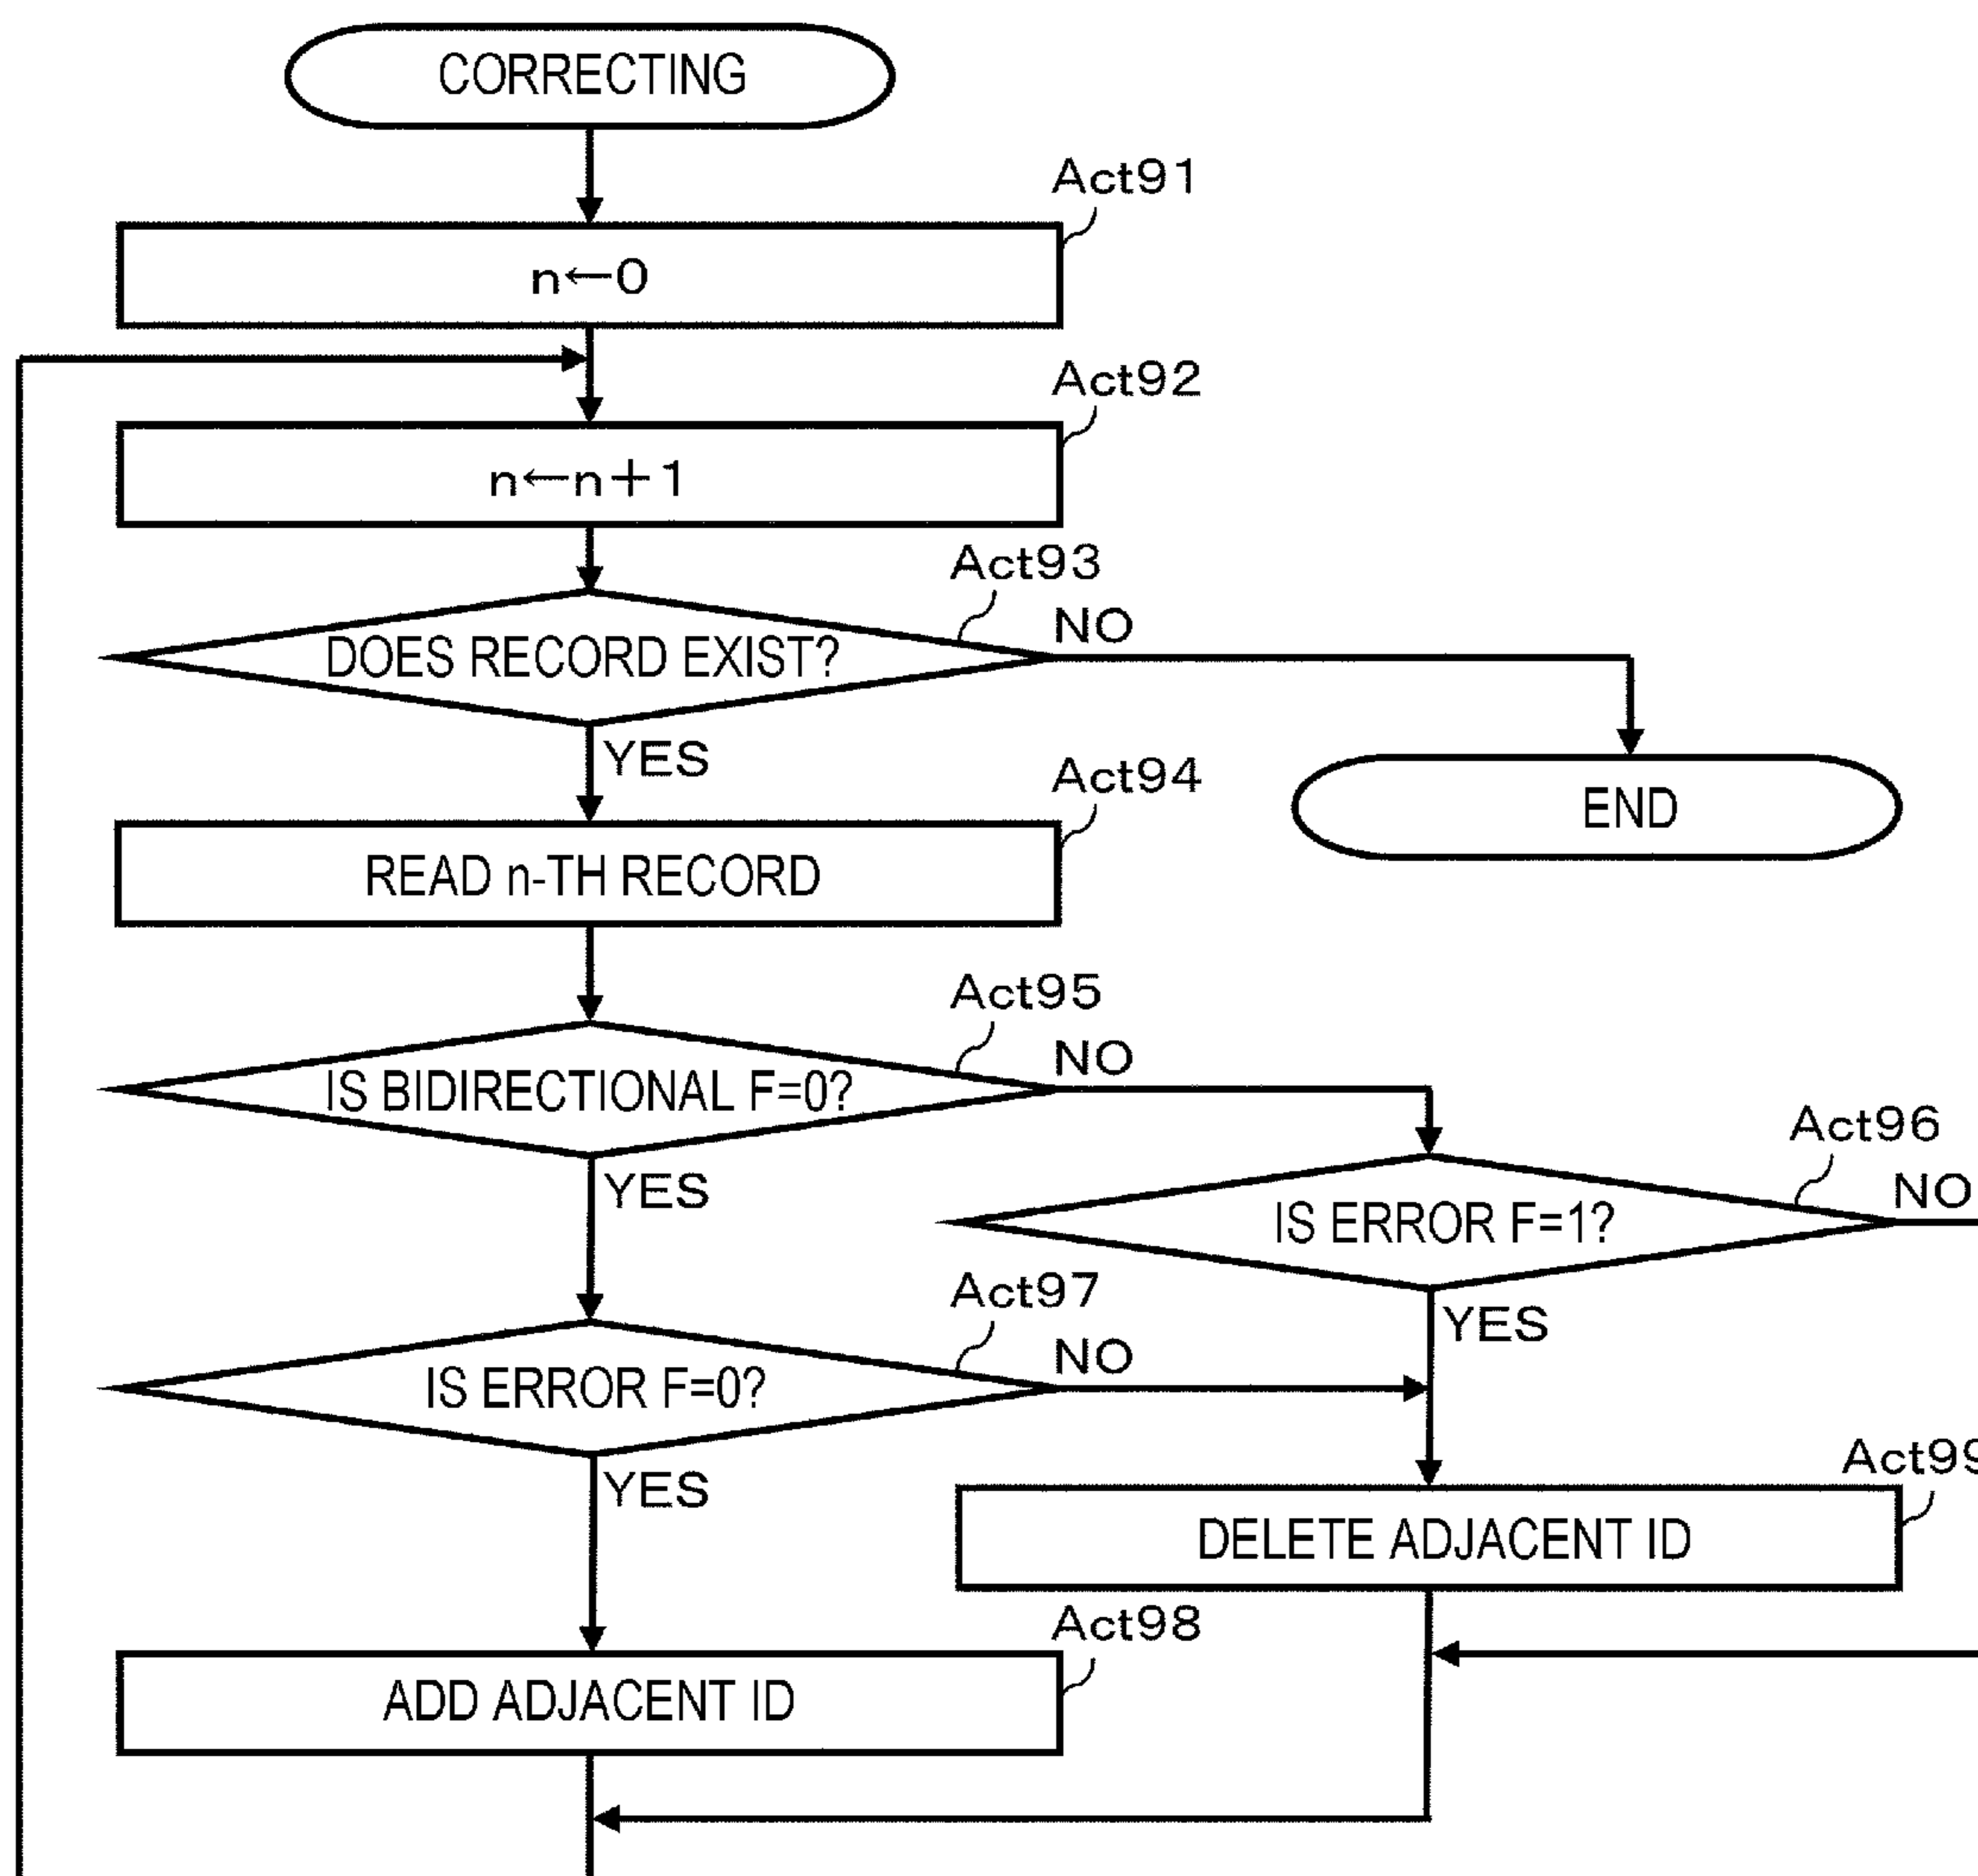 CORRECTING
Act91
n←0
Act92
n←n+1
Act93
DOES RECORD EXIST?
NO
YES
Act94
END
READ n-TH RECORD
Act95
IS BIDIRECTIONAL F=0?
NO
YES
Act96
IS ERROR F=1?
NO
YES
Act97
IS ERROR F=0?
NO
YES
Act99
DELETE ADJACENT ID
Act98
ADD ADJACENT ID